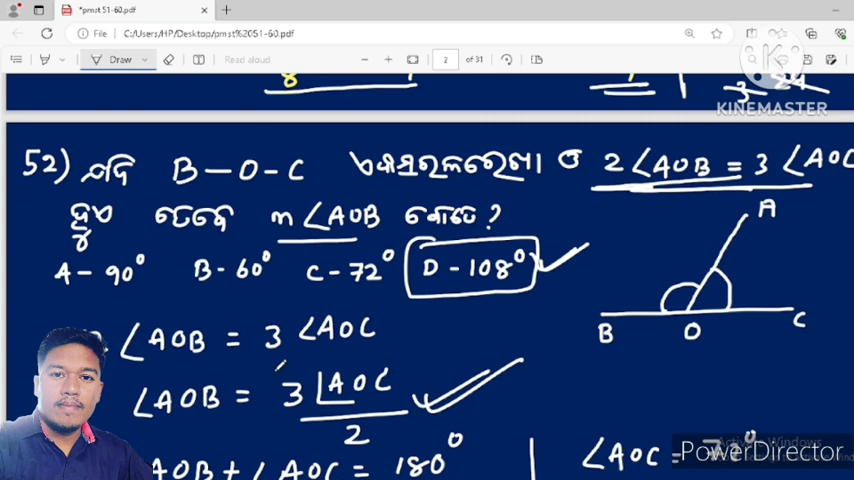 *pmst 51-60.pdf
File C:/Users/HP/Desktop/pmst%2051-60.pdf
Draw Read aloud 2 of 31
KINEMASTER
52) ଯଦି B-O-C ଏକ ସରଳରେଖା ଓ 2 ∠AOB = 3 ∠AOC
ହୁଏ ତେବେ m ∠AOB କେତେ?
A - 90° B - 60° C - 72° D - 108°
A
B O C
∠AOB = 3 ∠AOC
∠AOB = 3 ∠AOC
2
AOB + ∠AOC = 180°
∠AOC =
PowerDirector